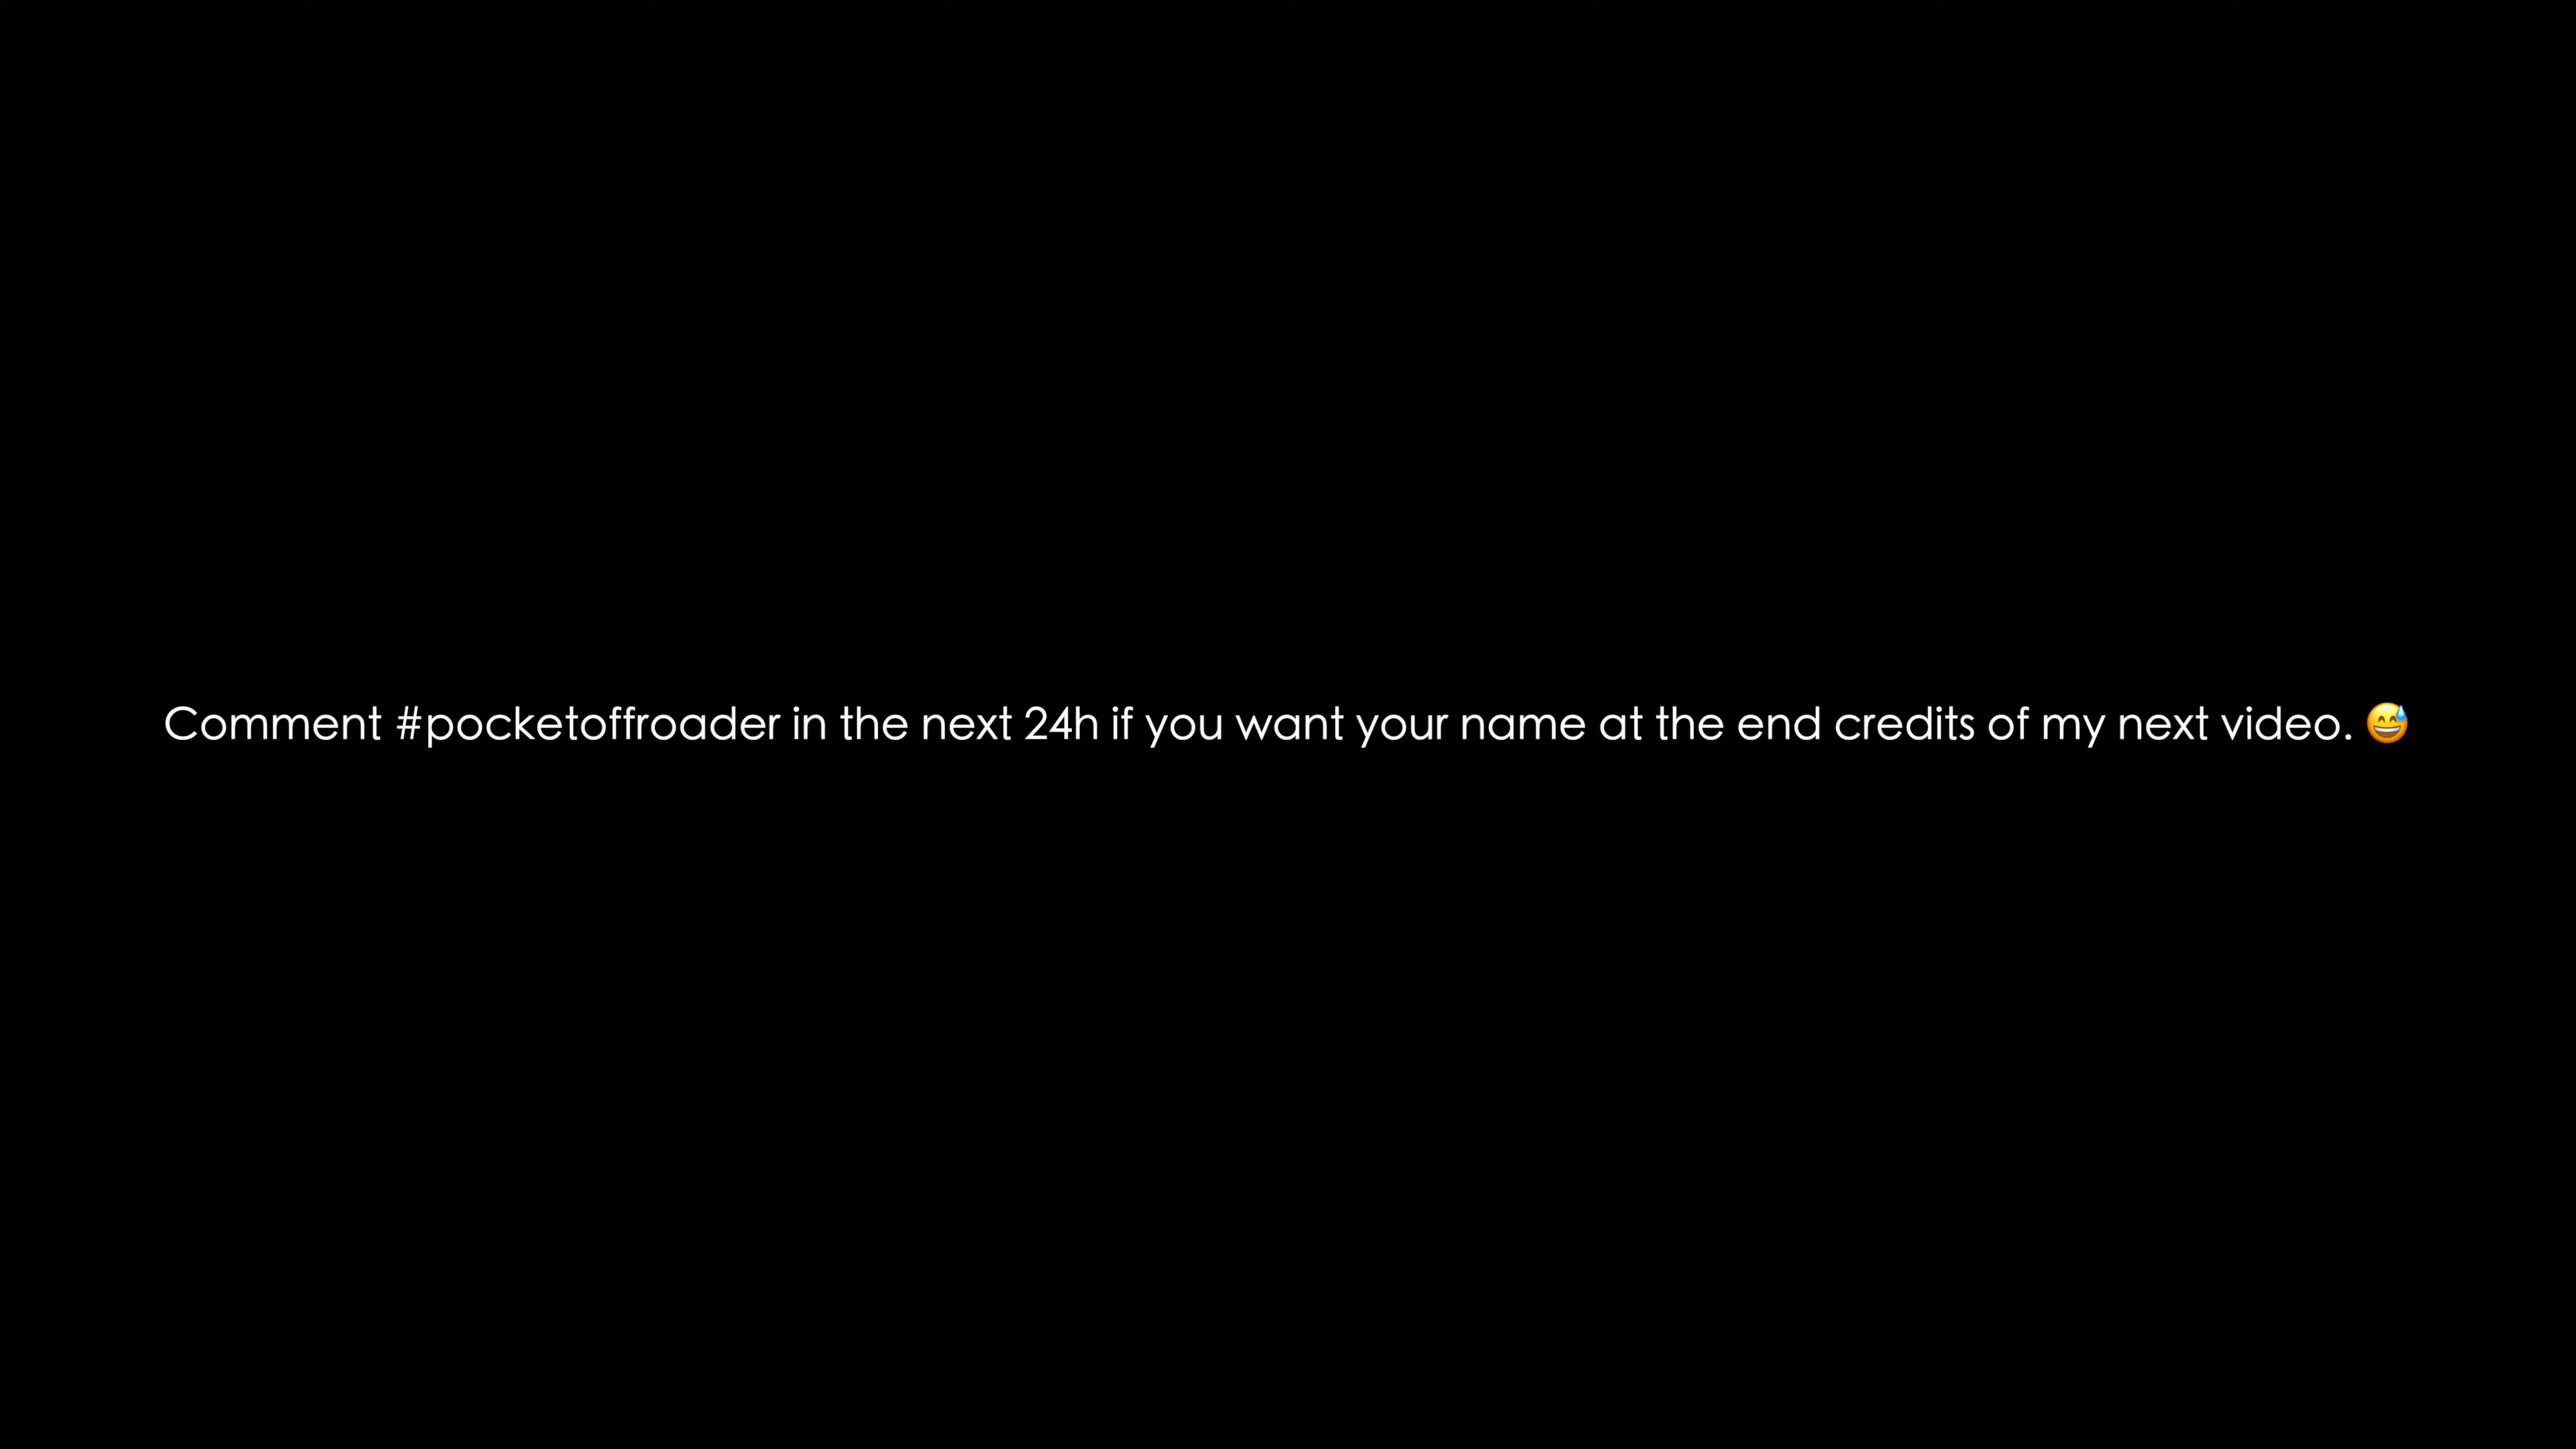 Comment #pocketoffroader in the next 24h if you want your name at the end credits of my next video. 😅